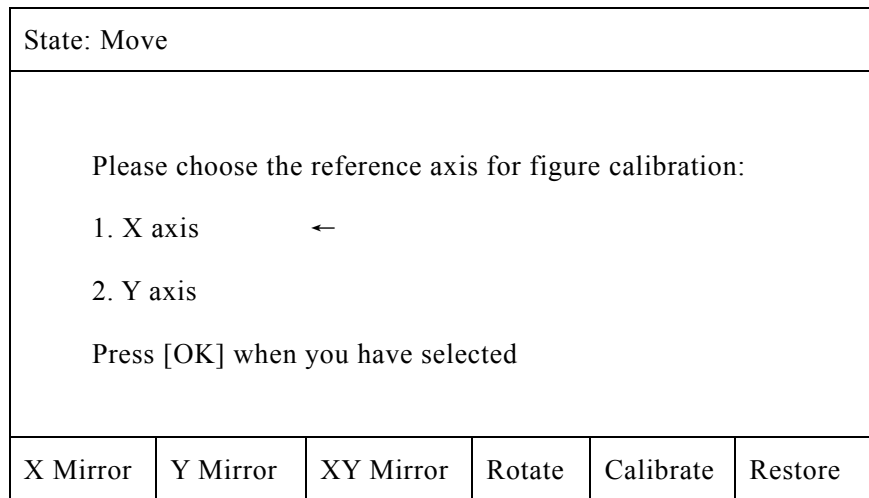 State: Move
Please choose the reference axis for figure calibration:
1. X axis ←
2. Y axis
Press [OK] when you have selected
X Mirror Y Mirror XY Mirror Rotate Calibrate Restore